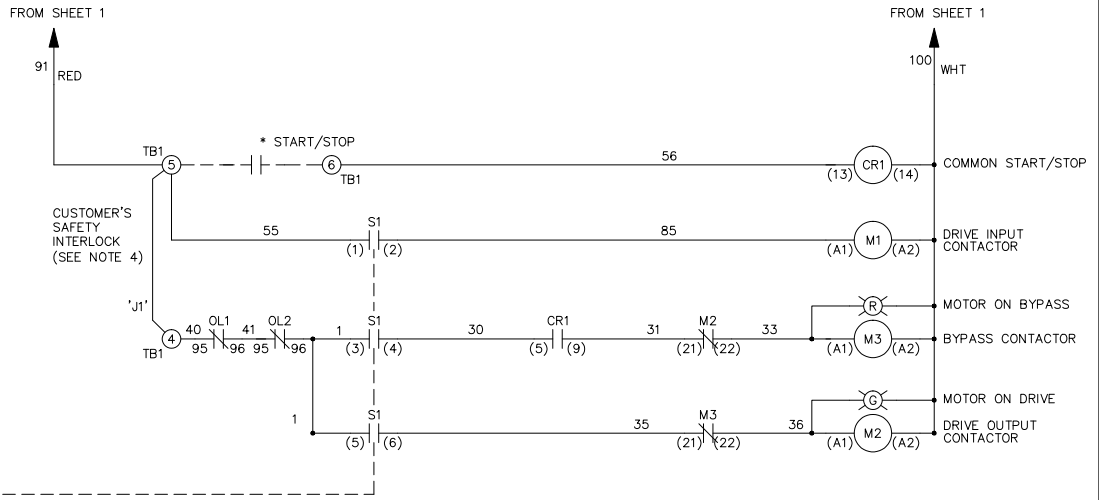 FROM SHEET 1
FROM SHEET 1
91
RED
100
WHT
* START/STOP
TB1
5
6
TB1
56
(13)
CR1
(14)
COMMON START/STOP
CUSTOMER'S
SAFETY
INTERLOCK
(SEE NOTE 4)
55
S1
(1)
(2)
85
(A1)
M1
(A2)
DRIVE INPUT
CONTACTOR
'J1'
R
MOTOR ON BYPASS
4
TB1
40
OL1
95
96
41
OL2
95
96
1
S1
(3)
(4)
30
CR1
(5)
(9)
31
M2
(21)
(22)
33
(A1)
M3
(A2)
BYPASS CONTACTOR
G
MOTOR ON DRIVE
1
S1
(5)
(6)
35
M3
(21)
(22)
36
(A1)
M2
(A2)
DRIVE OUTPUT
CONTACTOR